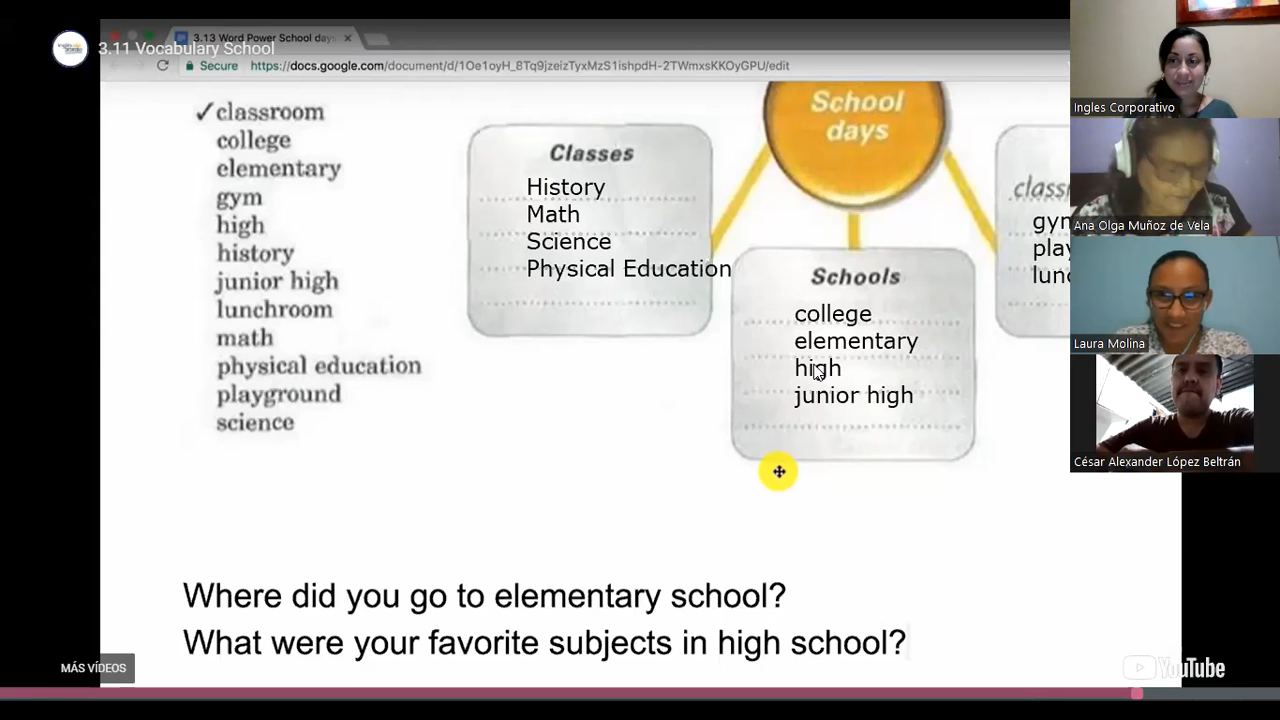 3.13 Word Power School days
3.11 Vocabulary School
Secure
https://docs.google.com/document/d/1Oe1oyH_8Tq9jzeizTyxMzS1ishpdH-2TWmxsKKOyGPU/edit
✓classroom
college
elementary
gym
high
history
junior high
lunchroom
math
physical education
playground
science
Classes
History
Math
Science
Physical Education
School
days
Schools
college
elementary
high
junior high
Where did you go to elementary school?
What were your favorite subjects in high school?
MÁS VÍDEOS
YouTube
Ingles Corporativo
Ana Olga Muñoz de Vela
Laura Molina
César Alexander López Beltrán